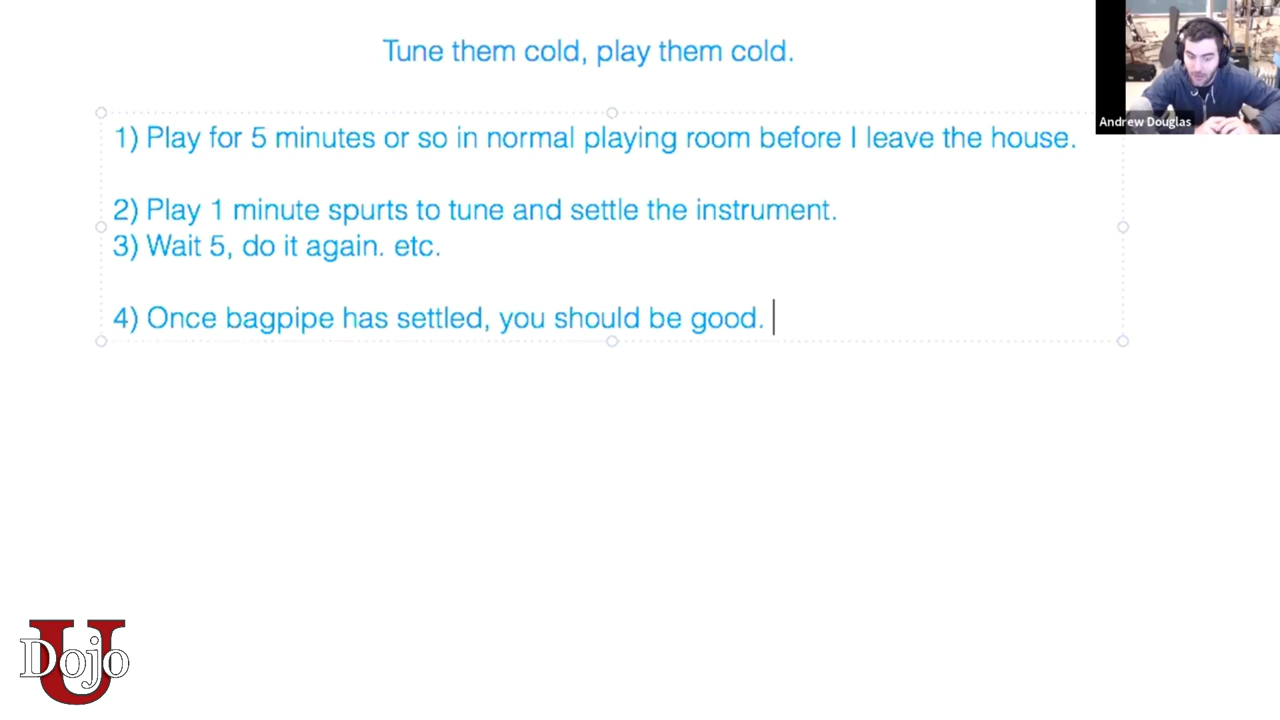 Tune them cold, play them cold.
1) Play for 5 minutes or so in normal playing room before I leave the house.
2) Play 1 minute spurts to tune and settle the instrument.
3) Wait 5, do it again. etc.
4) Once bagpipe has settled, you should be good.
Andrew Douglas
Dojo
U